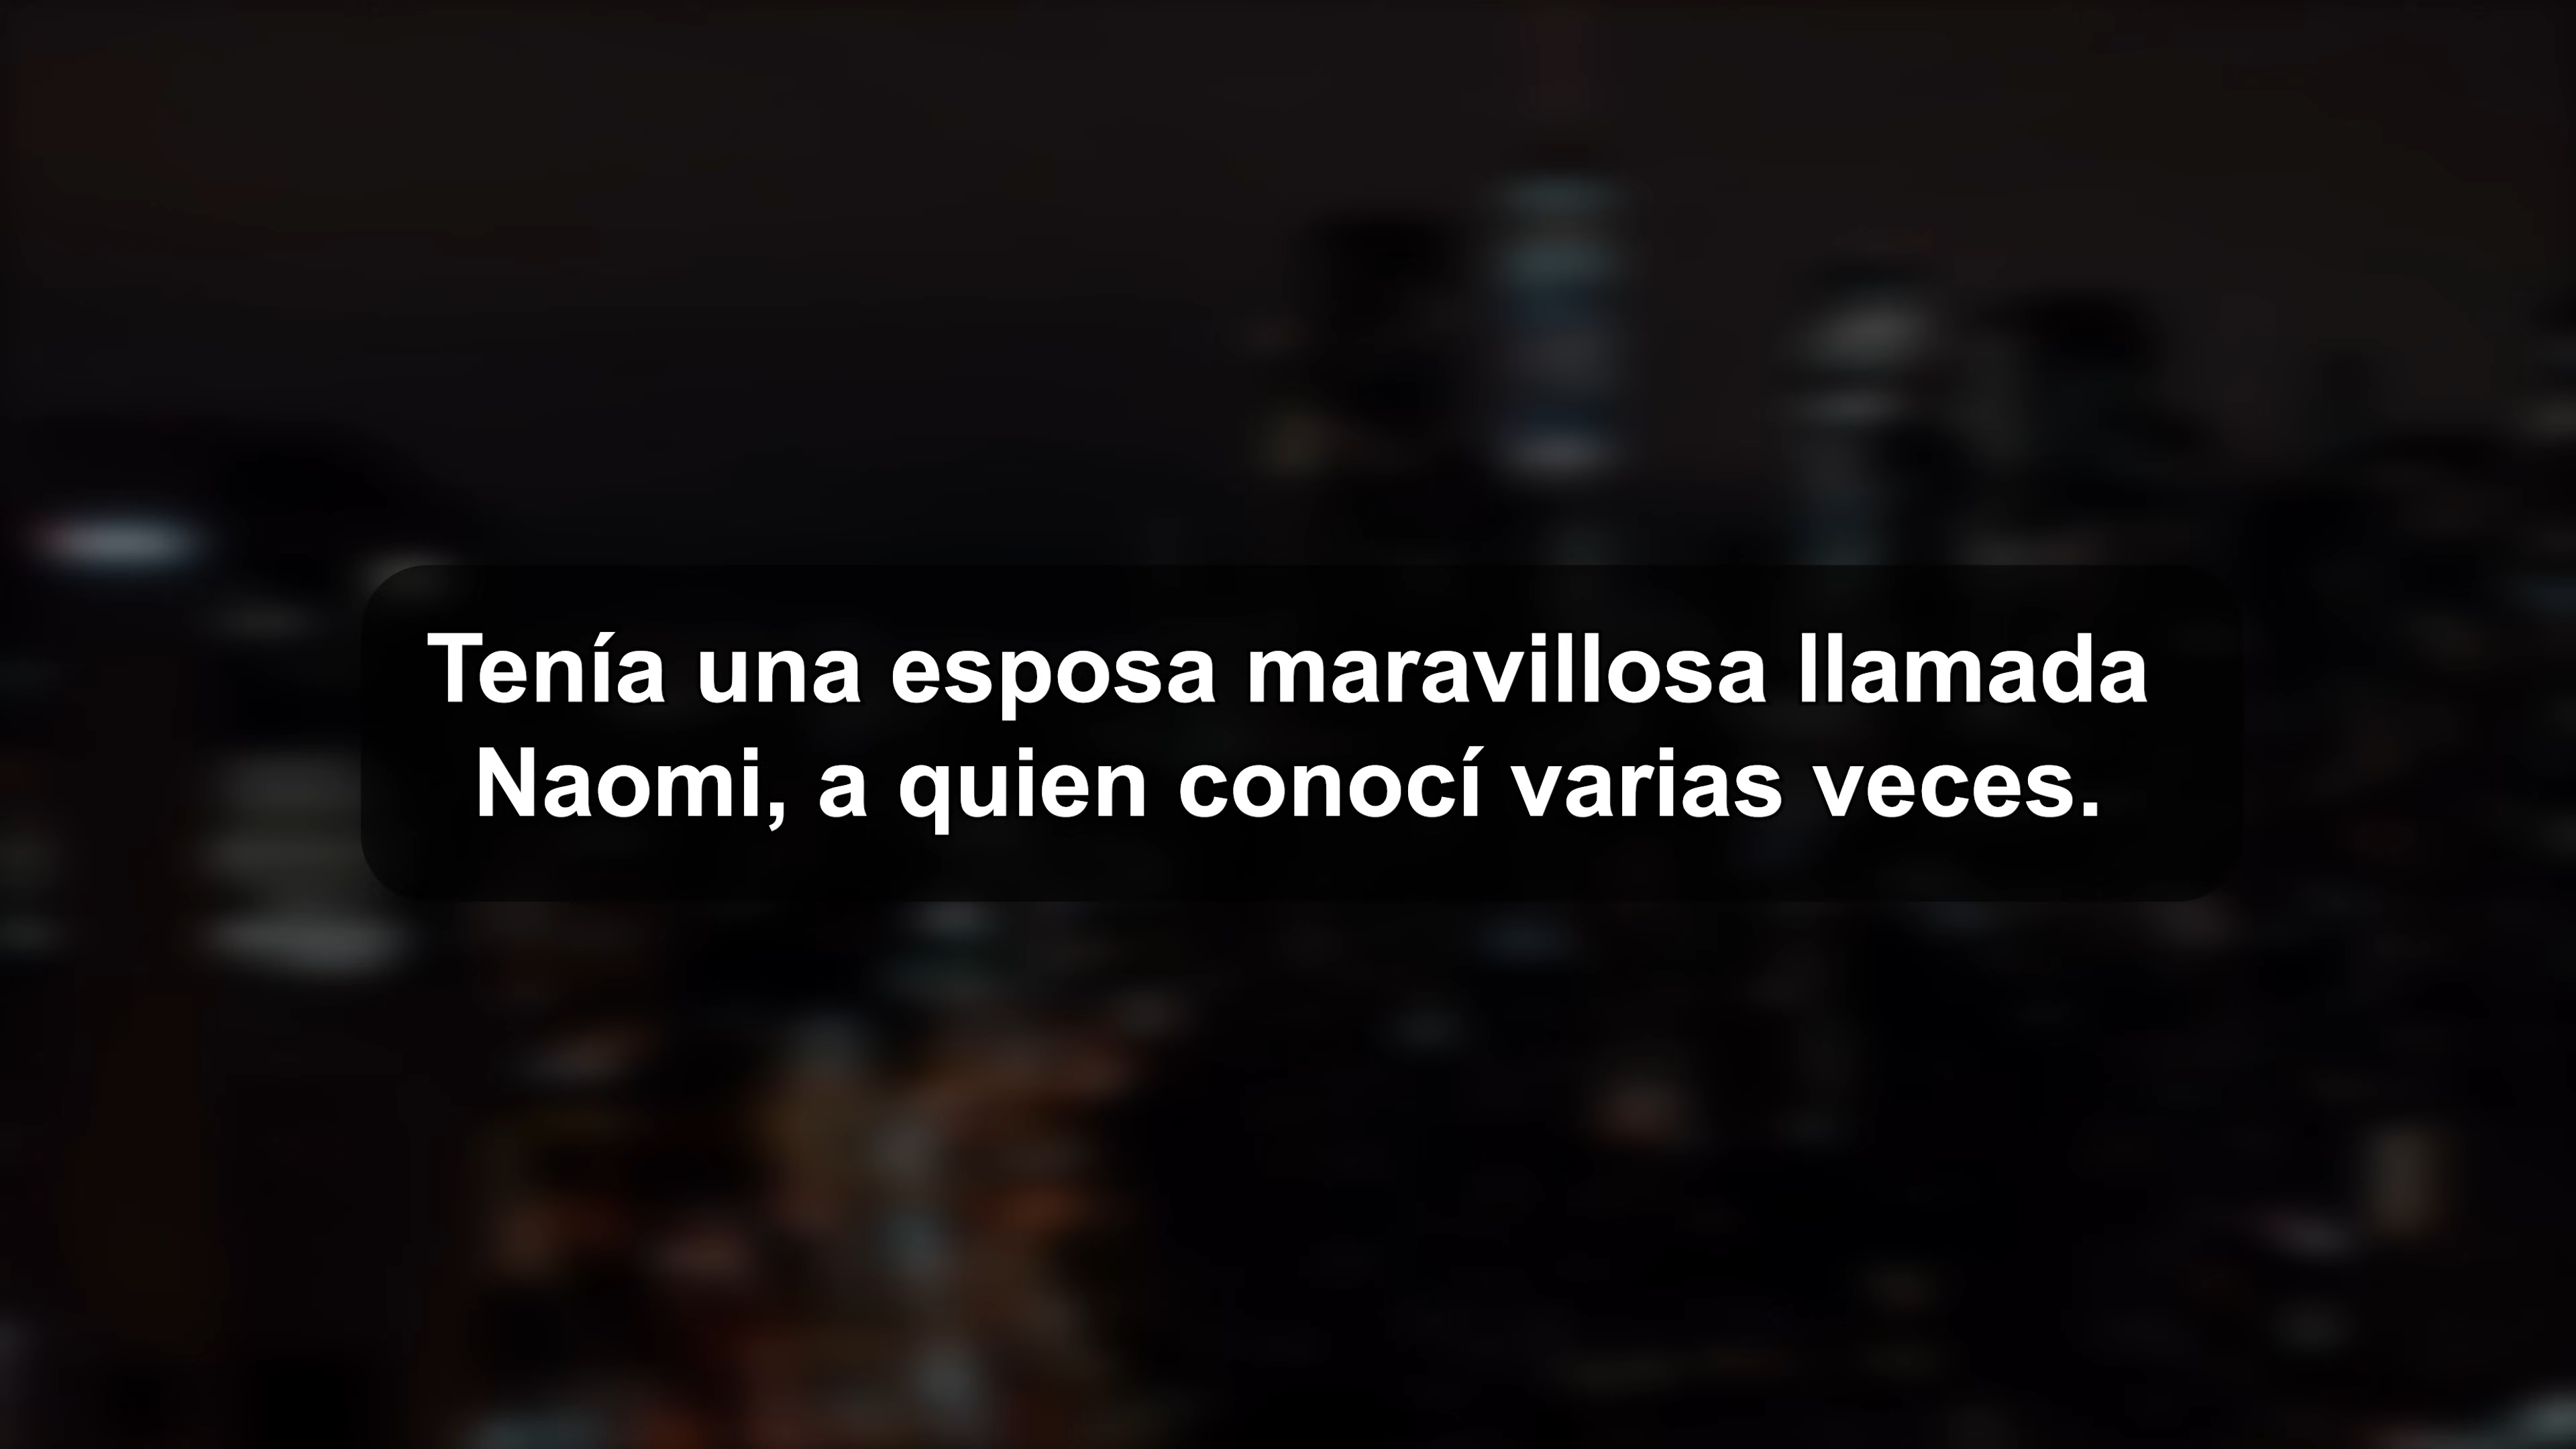 Tenía una esposa maravillosa llamada
Naomi, a quien conocí varias veces.